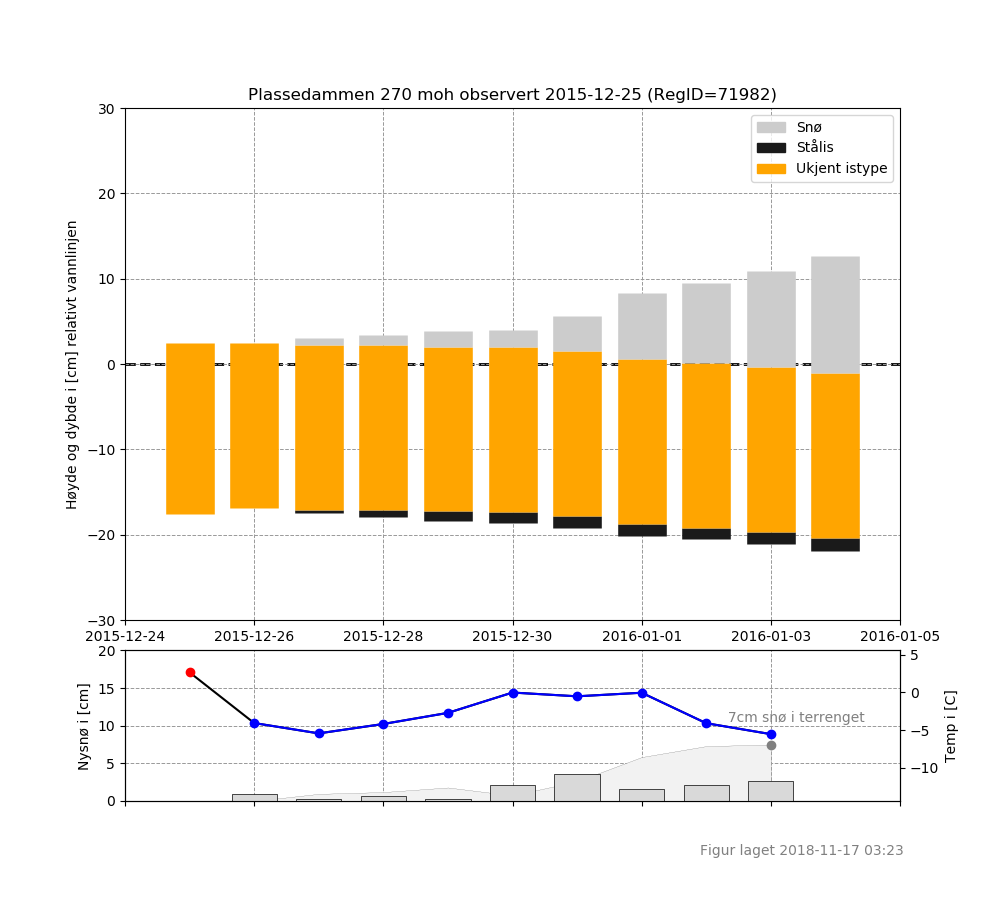 Plassedammen 270 moh observert 2015-12-25 (RegID=71982)
Høyde og dybde i [cm] relativt vannlinjen
30
20
10
0
−10
−20
−30
Snø
Stålis
Ukjent istype
2015-12-24
2015-12-26
2015-12-28
2015-12-30
2016-01-01
2016-01-03
2016-01-05
Nysnø i [cm]
20
15
10
5
0
7cm snø i terrenget
5
0
−5
−10
Temp i [C]
Figur laget 2018-11-17 03:23